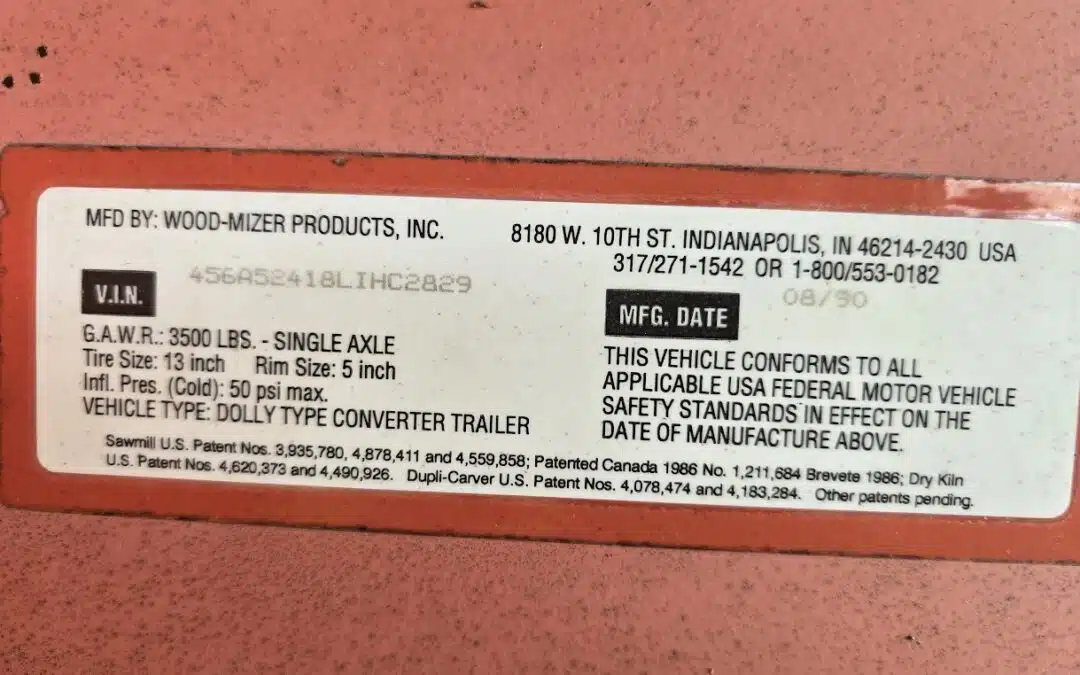 MFD BY: WOOD-MIZER PRODUCTS, INC.
8180 W. 10TH ST. INDIANAPOLIS, IN 46214-2430 USA
317/271-1542 OR 1-800/553-0182
V.I.N. 456A52418LIHC2829
MFG. DATE 08/90
G.A.W.R.: 3500 LBS. - SINGLE AXLE
Tire Size: 13 inch Rim Size: 5 inch
Infl. Pres. (Cold): 50 psi max.
VEHICLE TYPE: DOLLY TYPE CONVERTER TRAILER
THIS VEHICLE CONFORMS TO ALL
APPLICABLE USA FEDERAL MOTOR VEHICLE
SAFETY STANDARDS IN EFFECT ON THE
DATE OF MANUFACTURE ABOVE.
Sawmill U.S. Patent Nos. 3,935,780, 4,878,411 and 4,559,858; Patented Canada 1986 No. 1,211,684 Brevete 1986; Dry Kiln
U.S. Patent Nos. 4,620,373 and 4,490,926. Dupli-Carver U.S. Patent Nos. 4,078,474 and 4,183,284. Other patents pending.